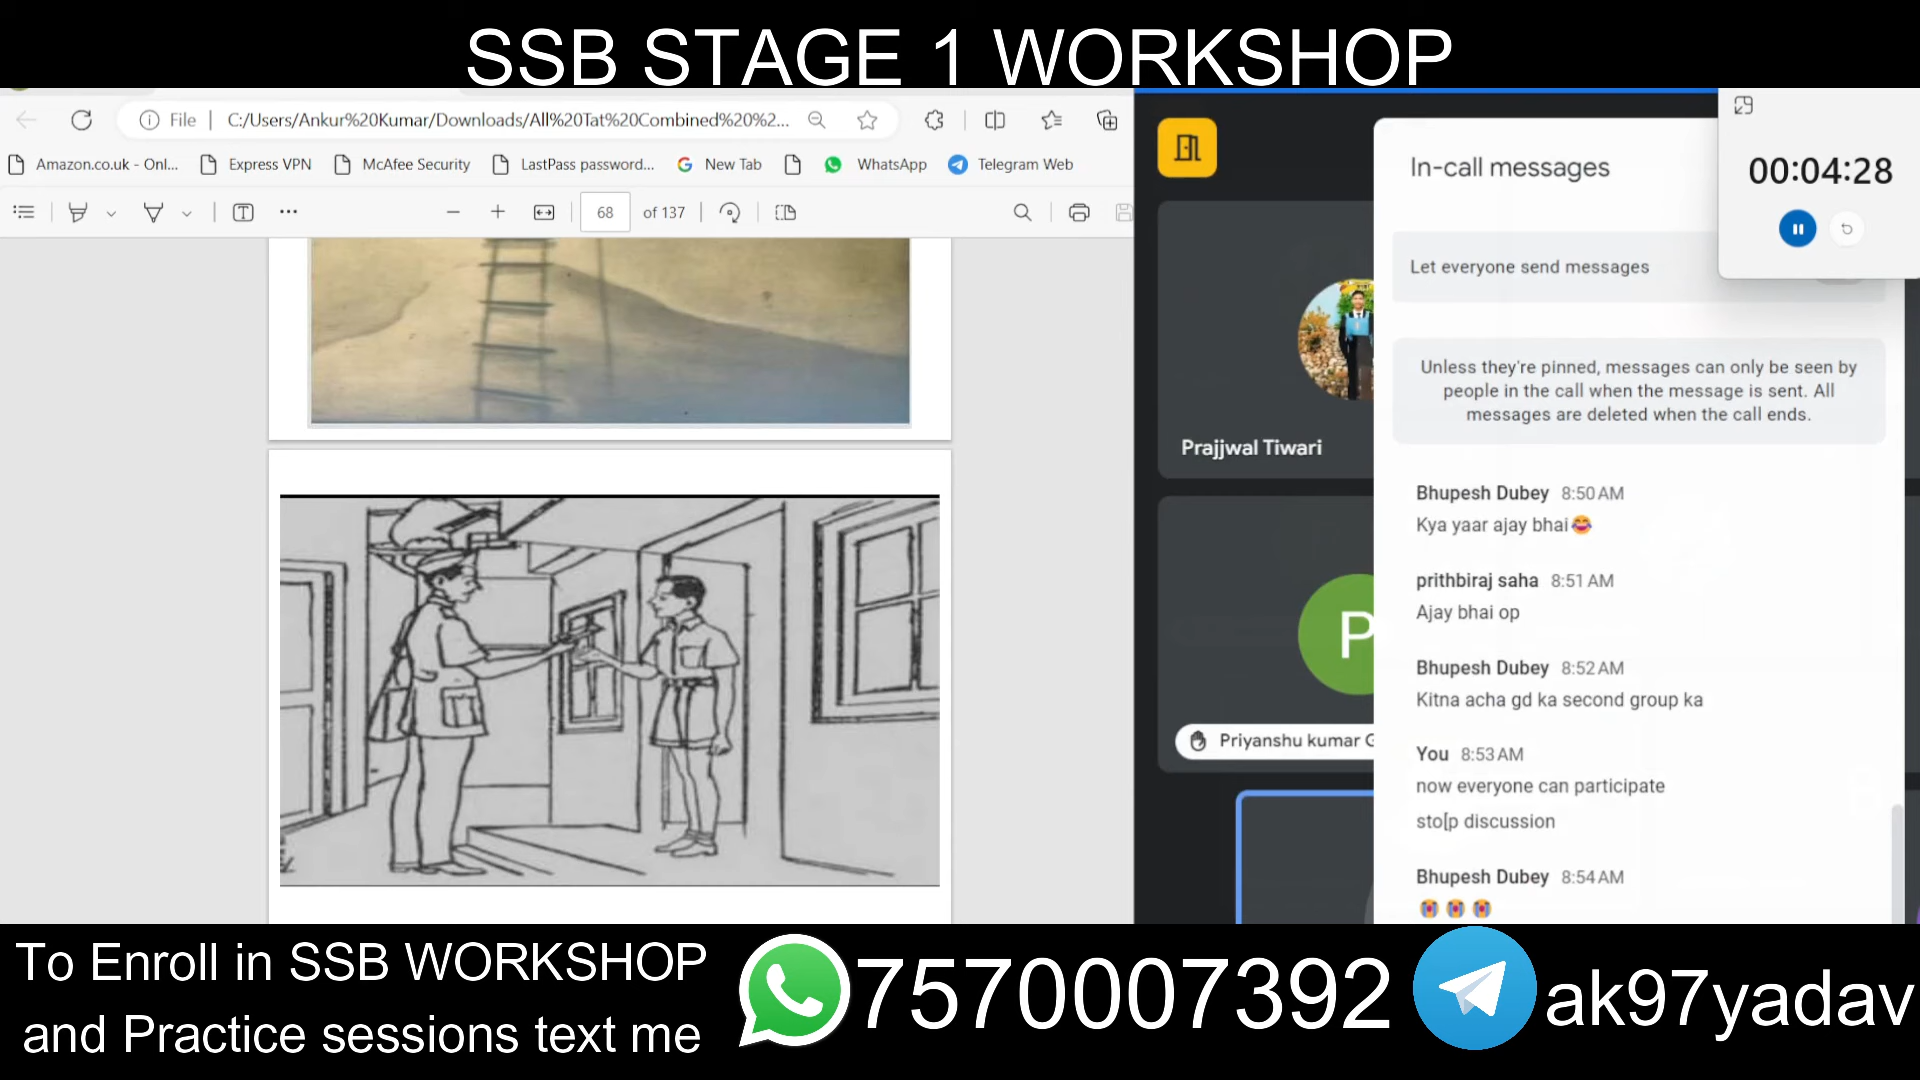 SSB STAGE 1 WORKSHOP
File | C:/Users/Ankur%20Kumar/Downloads/All%20Tat%20Combined%20%2...
Amazon.co.uk - Onl...
Express VPN
McAfee Security
LastPass password...
New Tab
WhatsApp
Telegram Web
68 of 137
In-call messages
00:04:28
Let everyone send messages
Unless they're pinned, messages can only be seen by
people in the call when the message is sent. All
messages are deleted when the call ends.
Prajjwal Tiwari
Bhupesh Dubey 8:50 AM
Kya yaar ajay bhai😂
prithbiraj saha 8:51 AM
Ajay bhai op
P
Bhupesh Dubey 8:52 AM
Kitna acha gd ka second group ka
Priyanshu kumar G
You 8:53 AM
now everyone can participate
sto[p discussion
Bhupesh Dubey 8:54 AM
😭😭😭
To Enroll in SSB WORKSHOP
and Practice sessions text me
7570007392
ak97yadav